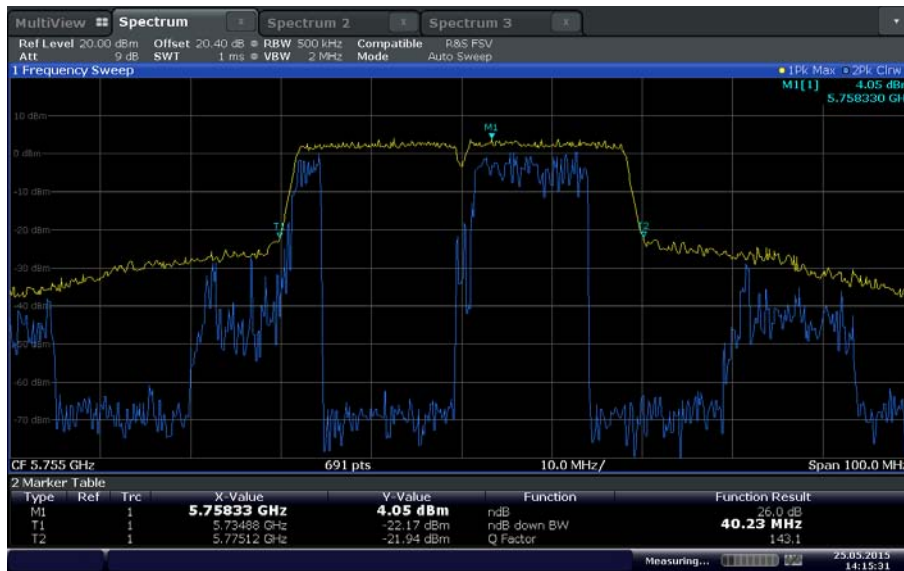 MultiView Spectrum x Spectrum 2 x Spectrum 3 x
Ref Level 20.00 dBm Offset 20.40 dB RBW 500 kHz Compatible R&S FSV
Att 9 dB SWT 1 ms VBW 2 MHz Mode Auto Sweep
1 Frequency Sweep 1Pk Max 2Pk Clrw
M1[1] 4.05 dBm
5.758330 GH
10 dBm
M1
0 dBm
-10 dBm
-20 dBm
T1 T2
-30 dBm
-40 dBm
-50 dBm
-60 dBm
-70 dBm
CF 5.755 GHz 691 pts 10.0 MHz/ Span 100.0 MH
2 Marker Table
Type Ref Trc X-Value Y-Value Function Function Result
M1 1 5.75833 GHz 4.05 dBm ndB 26.0 dB
T1 1 5.73488 GHz -22.17 dBm ndB down BW 40.23 MHz
T2 1 5.77512 GHz -21.94 dBm Q Factor 143.1
Measuring... 25.05.2015
14:15:31